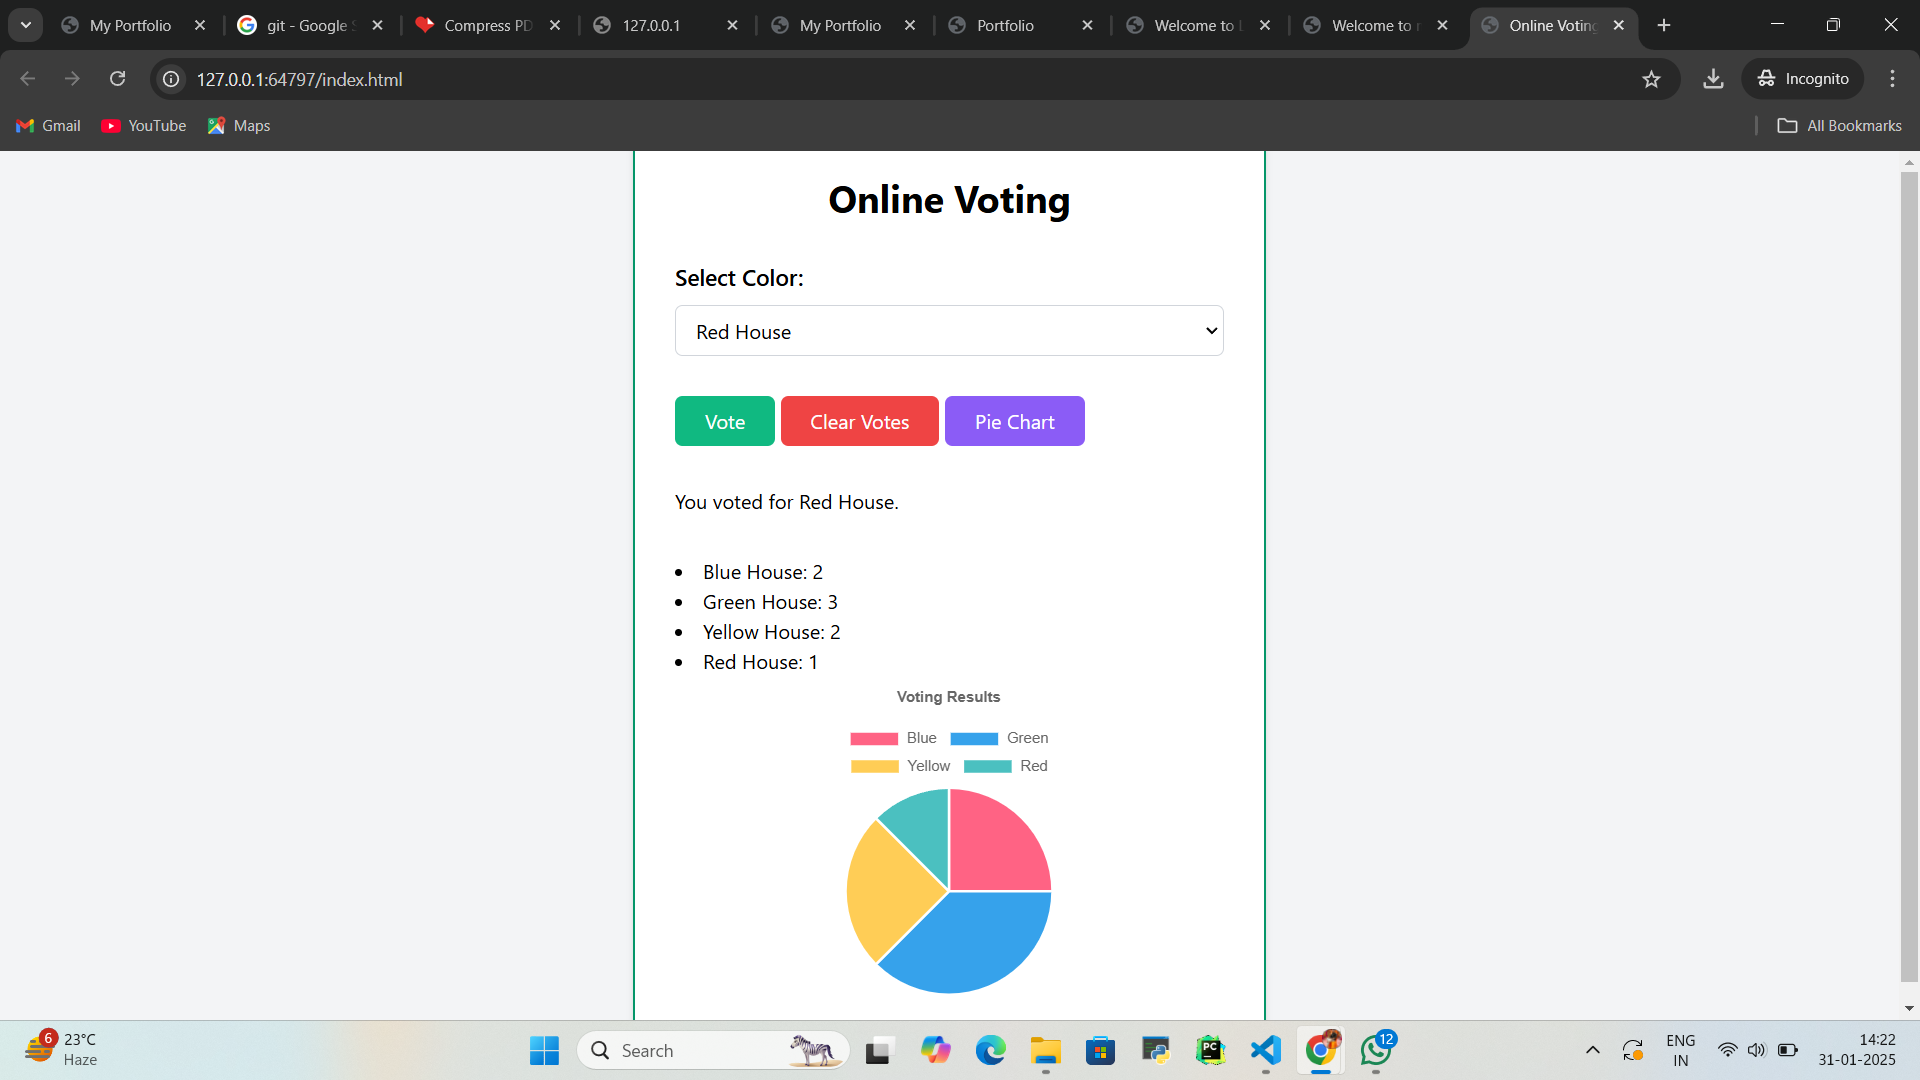 My Portfolio
git - Google S
Compress PD
127.0.0.1
My Portfolio
Portfolio
Welcome to L
Welcome to r
Online Voting
127.0.0.1:64797/index.html
Incognito
Gmail
YouTube
Maps
All Bookmarks
Online Voting
Select Color:
Red House
Vote
Clear Votes
Pie Chart
You voted for Red House.
• Blue House: 2
• Green House: 3
• Yellow House: 2
• Red House: 1
Voting Results
Blue
Green
Yellow
Red
6
23°C
Haze
Search
PC
12
ENG
IN
14:22
31-01-2025